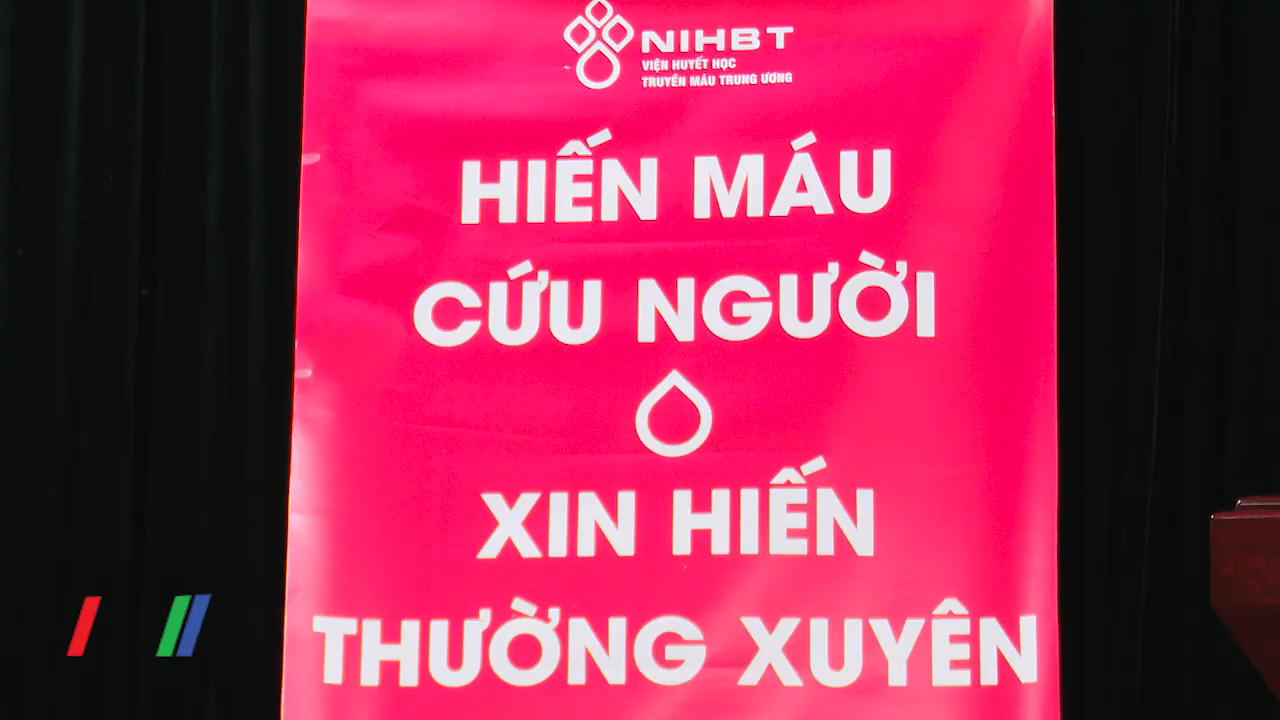 NIHBT
VIỆN HUYẾT HỌC
TRUYỀN MÁU TRUNG ƯƠNG
HIẾN MÁU
CỨU NGƯỜI
XIN HIẾN
THƯỜNG XUYÊN